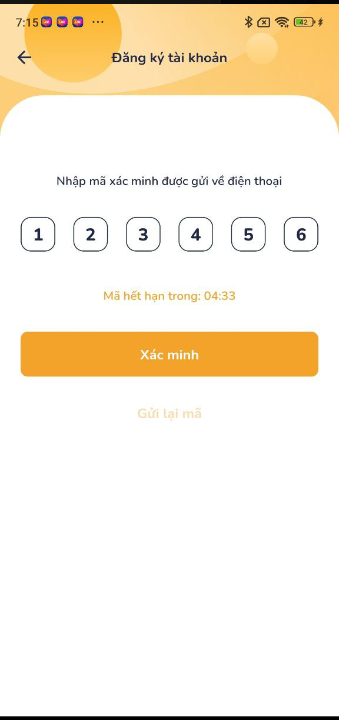 7:15
42
Đăng ký tài khoản
Nhập mã xác minh được gửi về điện thoại
1 2 3 4 5 6
Mã hết hạn trong: 04:33
Xác minh
Gửi lại mã